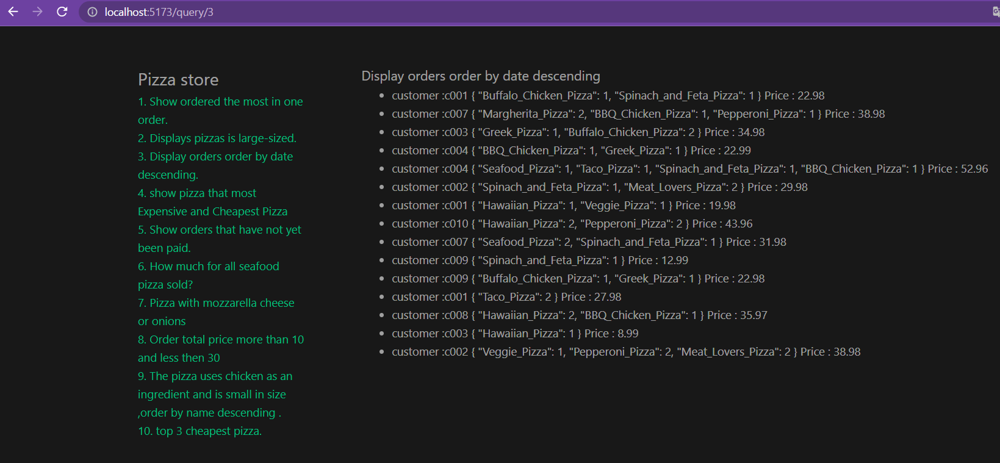 localhost:5173/query/3
Pizza store
1. Show ordered the most in one
order.
2. Displays pizzas is large-sized.
3. Display orders order by date
descending.
4. show pizza that most
Expensive and Cheapest Pizza
5. Show orders that have not yet
been paid.
6. How much for all seafood
pizza sold?
7. Pizza with mozzarella cheese
or onions
8. Order total price more than 10
and less then 30
9. The pizza uses chicken as an
ingredient and is small in size
,order by name descending .
10. top 3 cheapest pizza.
Display orders order by date descending
• customer :c001 { "Buffalo_Chicken_Pizza": 1, "Spinach_and_Feta_Pizza": 1 } Price : 22.98
• customer :c007 { "Margherita_Pizza": 2, "BBQ_Chicken_Pizza": 1, "Pepperoni_Pizza": 1 } Price : 38.98
• customer :c003 { "Greek_Pizza": 1, "Buffalo_Chicken_Pizza": 2 } Price : 34.98
• customer :c004 { "BBQ_Chicken_Pizza": 1, "Greek_Pizza": 1 } Price : 22.99
• customer :c004 { "Seafood_Pizza": 1, "Taco_Pizza": 1, "Spinach_and_Feta_Pizza": 1, "BBQ_Chicken_Pizza": 1 } Price : 52.96
• customer :c002 { "Spinach_and_Feta_Pizza": 1, "Meat_Lovers_Pizza": 2 } Price : 29.98
• customer :c001 { "Hawaiian_Pizza": 1, "Veggie_Pizza": 1 } Price : 19.98
• customer :c010 { "Hawaiian_Pizza": 2, "Pepperoni_Pizza": 2 } Price : 43.96
• customer :c007 { "Seafood_Pizza": 2, "Spinach_and_Feta_Pizza": 1 } Price : 31.98
• customer :c009 { "Spinach_and_Feta_Pizza": 1 } Price : 12.99
• customer :c009 { "Buffalo_Chicken_Pizza": 1, "Greek_Pizza": 1 } Price : 22.98
• customer :c001 { "Taco_Pizza": 2 } Price : 27.98
• customer :c008 { "Hawaiian_Pizza": 2, "BBQ_Chicken_Pizza": 1 } Price : 35.97
• customer :c003 { "Hawaiian_Pizza": 1 } Price : 8.99
• customer :c002 { "Veggie_Pizza": 1, "Pepperoni_Pizza": 2, "Meat_Lovers_Pizza": 2 } Price : 38.98